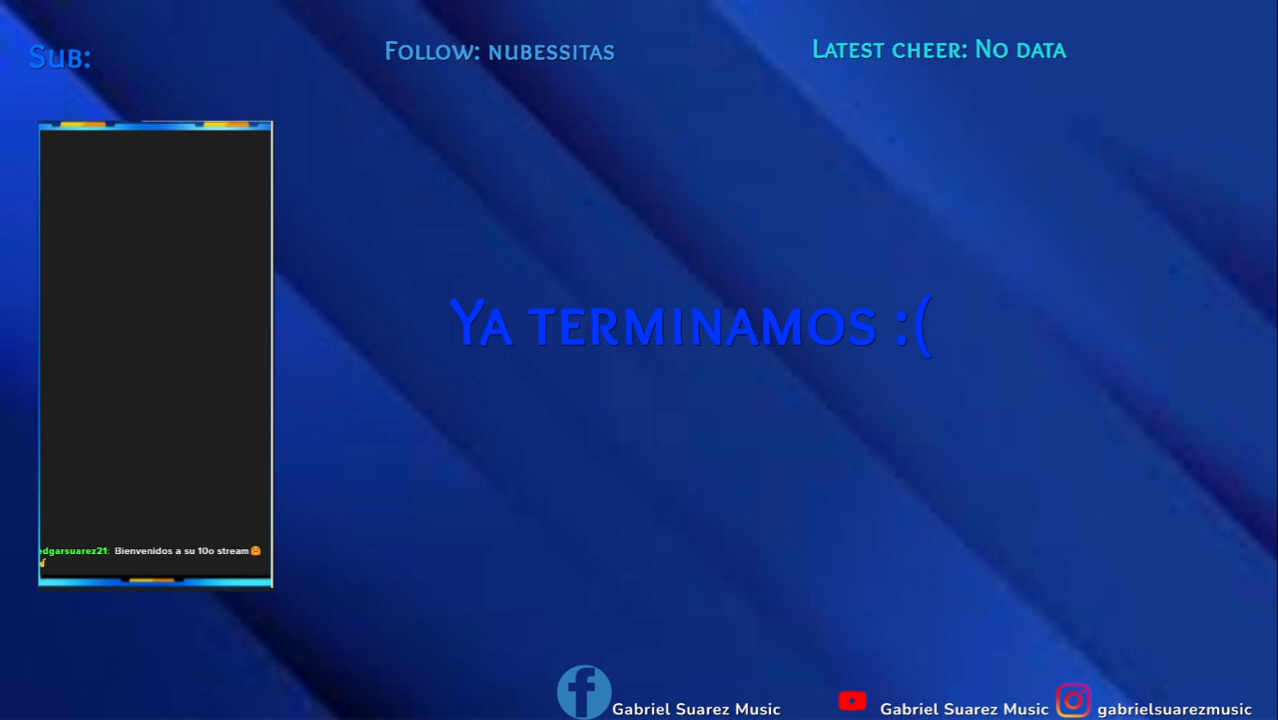 Sub:
Follow: nubessitas
Latest cheer: No data
Ya terminamos :(
edgarsuarez21: Bienvenidos a su 10o stream🤗
🎷
Gabriel Suarez Music
Gabriel Suarez Music
gabrielsuarezmusic